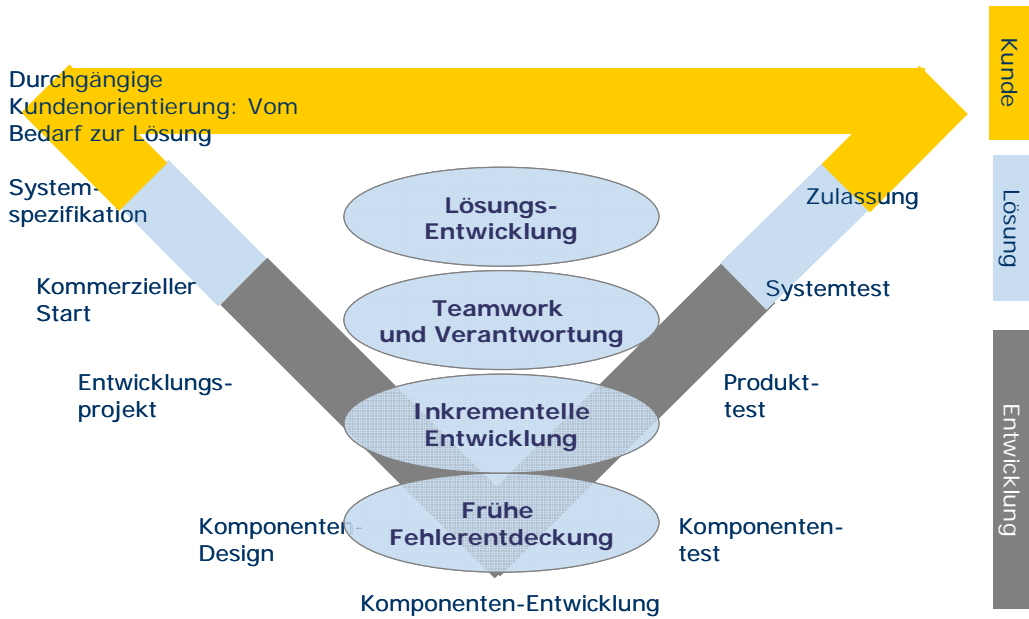 Durchgängige
Kundenorientierung: Vom
Bedarf zur Lösung
System-
spezifikation
Kommerzieller
Start
Entwicklungs-
projekt
Komponenten-
Design
Komponenten-Entwicklung
Lösungs-
Entwicklung
Teamwork
und Verantwortung
Inkrementelle
Entwicklung
Frühe
Fehlerentdeckung
Zulassung
Systemtest
Produkt-
test
Komponenten-
test
Kunde
Lösung
Entwicklung